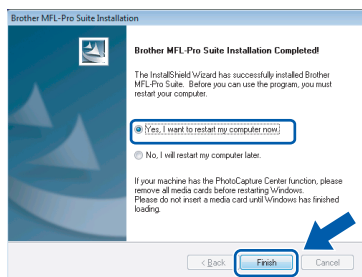 Brother MFL-Pro Suite Installation
Brother MFL-Pro Suite Installation Completed!
The InstallShield Wizard has successfully installed Brother
MFL-Pro Suite. Before you can use the program, you must
restart your computer.
Yes, I want to restart my computer now.
No, I will restart my computer later.
If your machine has the PhotoCapture Center function, please
remove all media cards before restarting Windows.
Please do not insert a media card until Windows has finished
loading.
< Back
Finish
Cancel